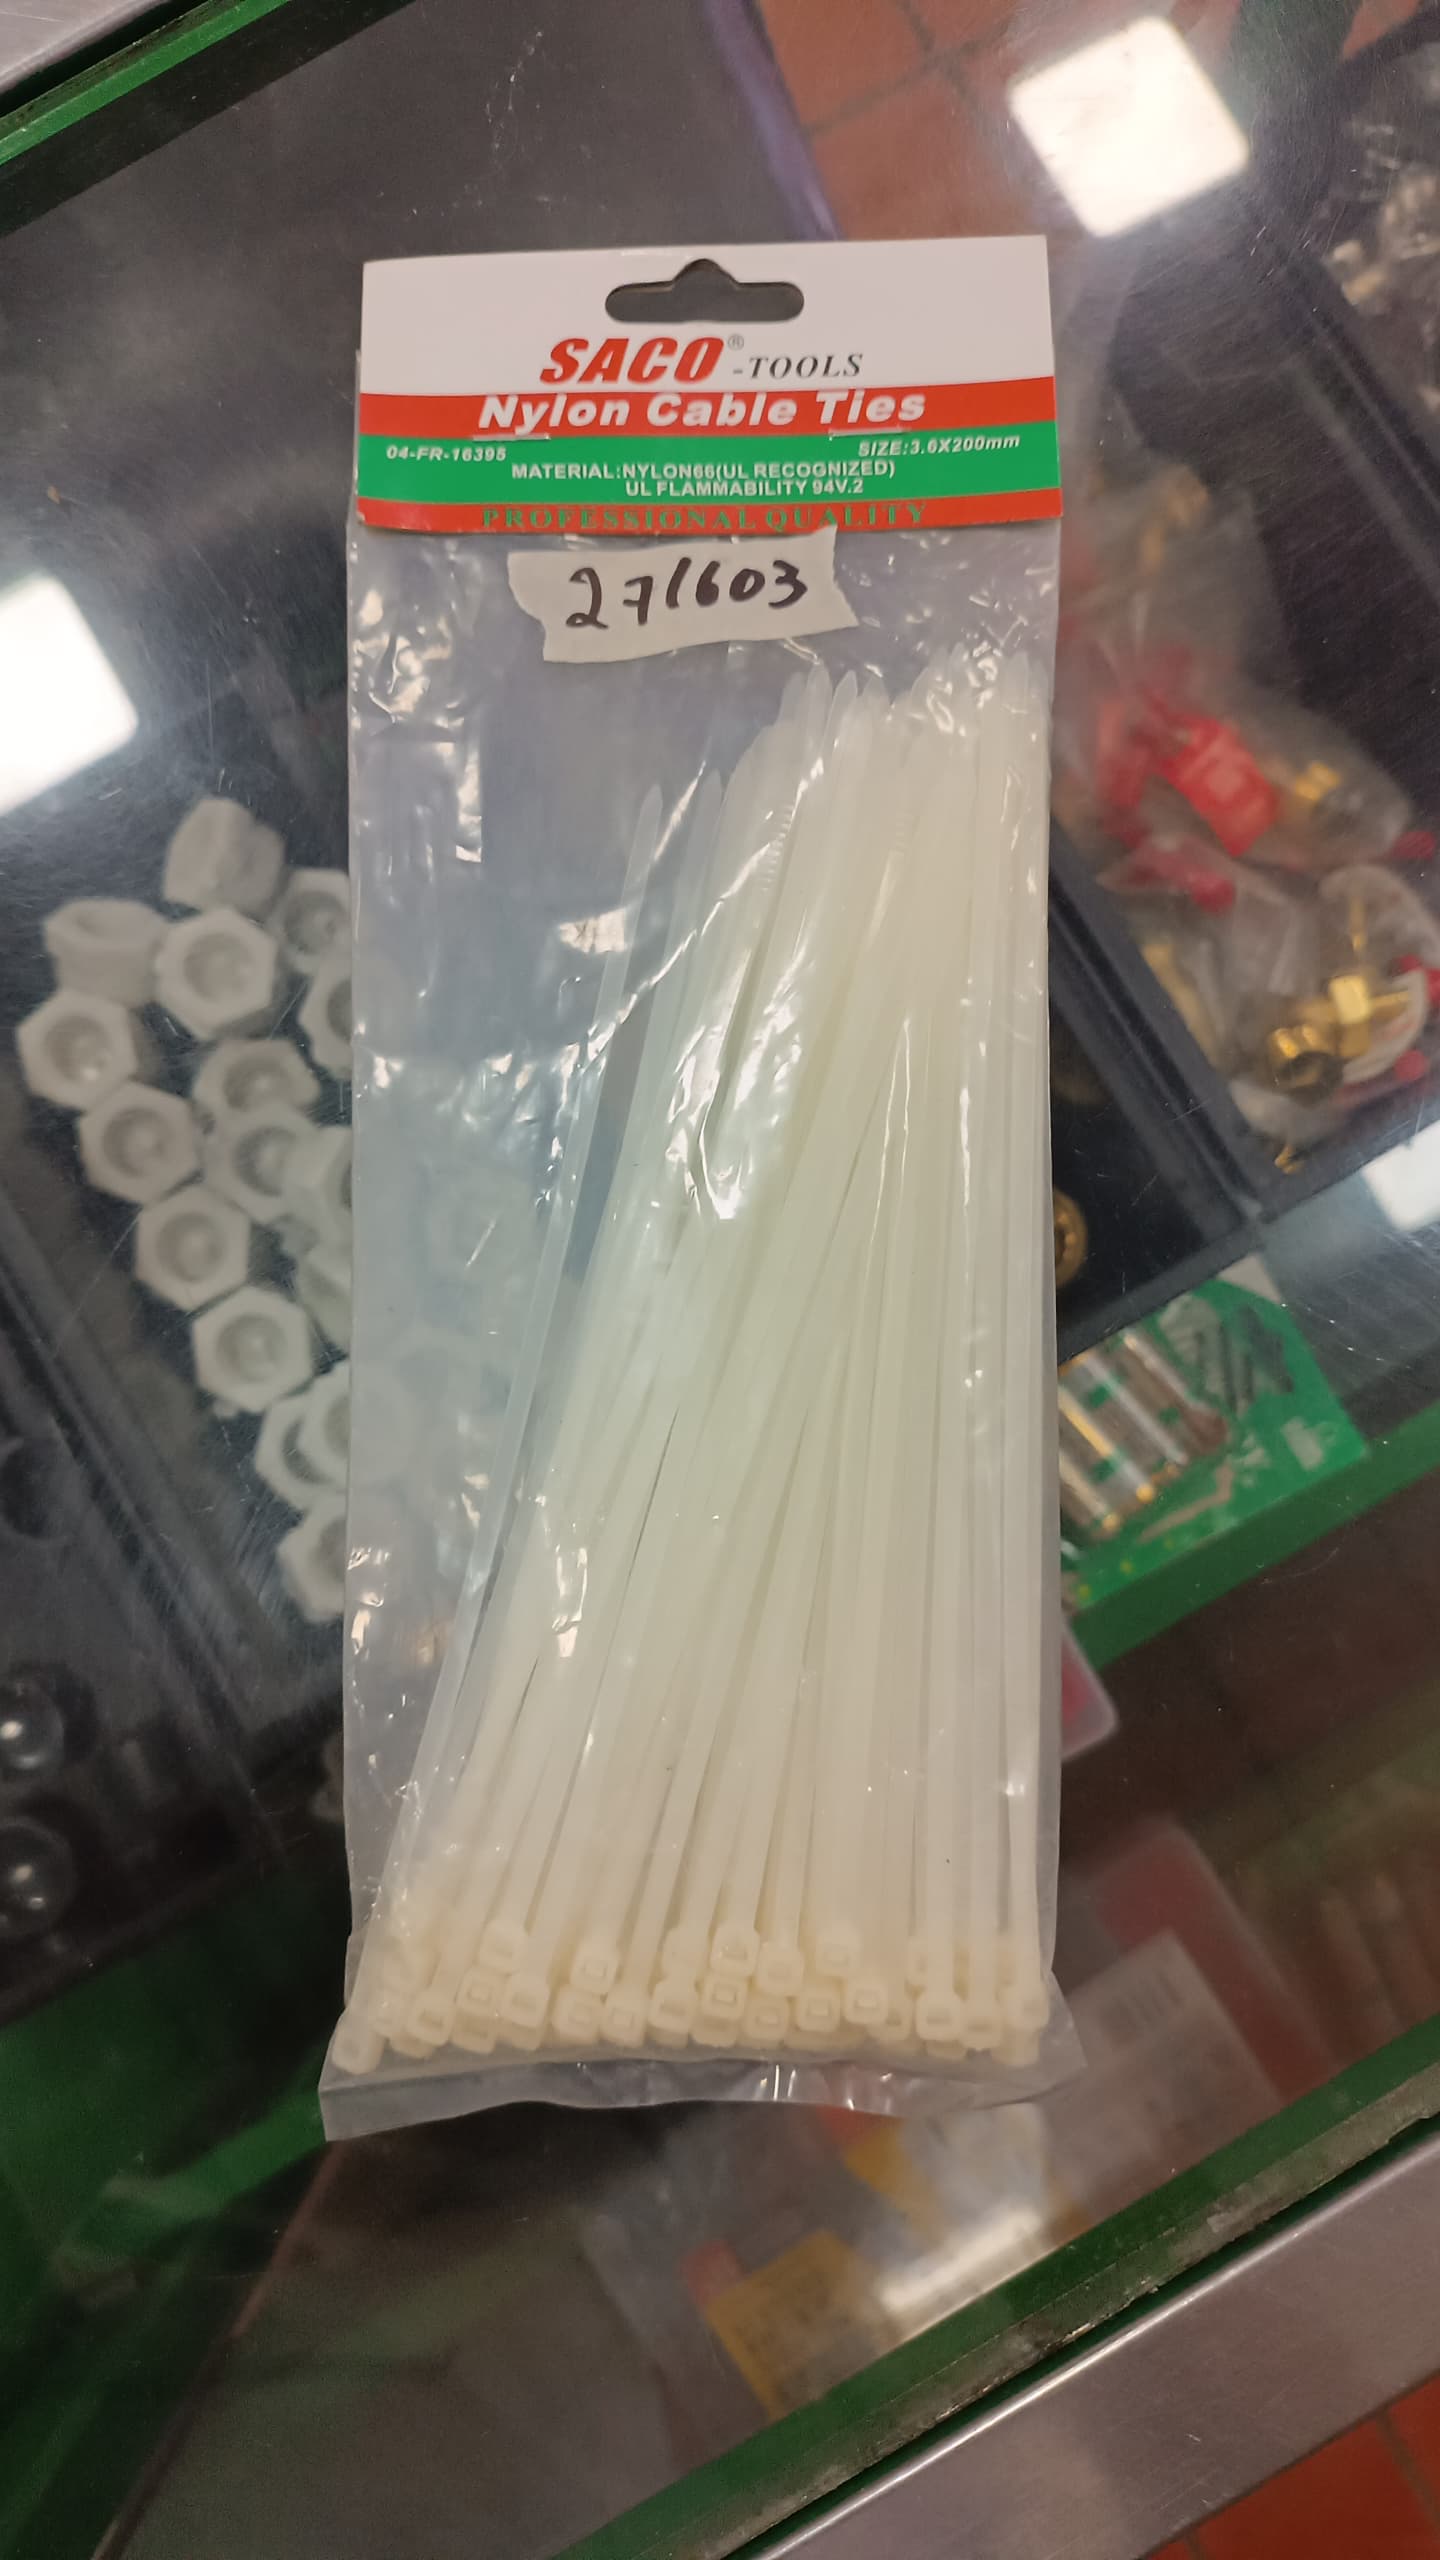 SACO® -TOOLS
Nylon Cable Ties
04-FR-16395 SIZE:3.6X200mm
MATERIAL:NYLON66(UL RECOGNIZED)
UL FLAMMABILITY 94V.2
PROFESSIONAL QUALITY
271603